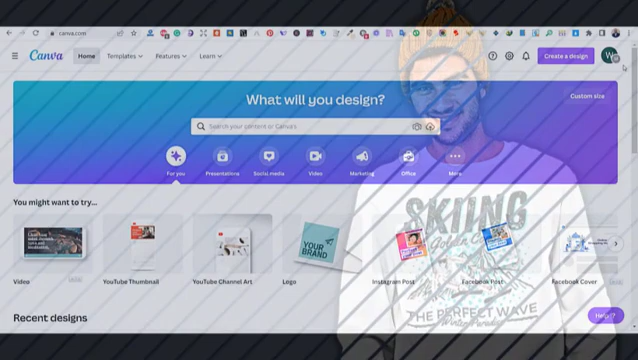 canva.com
Canva
Home
Templates
Features
Learn
Create a design
What will you design?
Custom size
Search your content or Canva's
For you
Presentations
Social media
Video
Marketing
Office
More
You might want to try...
YOUR
BRAND
SKIING
THE PERFECT WAVE
Winter Paradise
Video
YouTube Thumbnail
YouTube Channel Art
Logo
Instagram Post
Facebook Post
Facebook Cover
Recent designs
Help ?